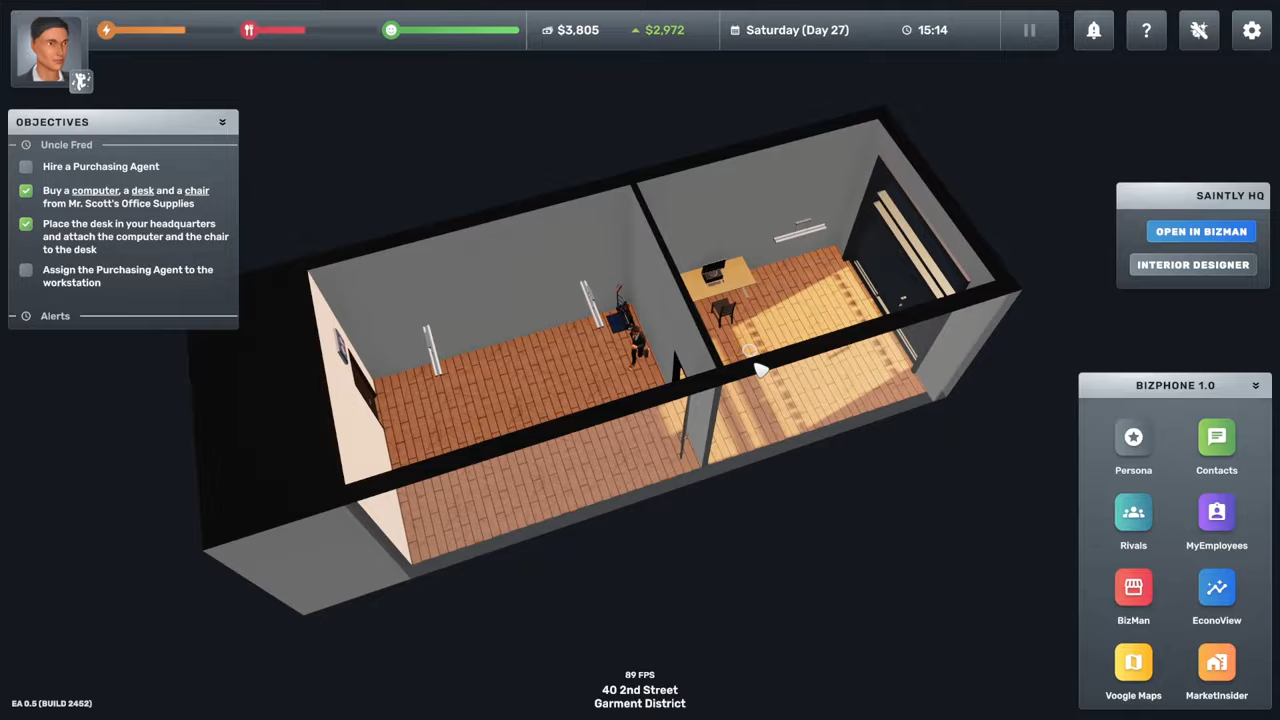 $3,805
$2,972
Saturday (Day 27)
15:14
?
OBJECTIVES
Uncle Fred
Hire a Purchasing Agent
Buy a computer, a desk and a chair
from Mr. Scott's Office Supplies
Place the desk in your headquarters
and attach the computer and the chair
to the desk
Assign the Purchasing Agent to the
workstation
Alerts
SAINTLY HQ
OPEN IN BIZMAN
INTERIOR DESIGNER
BIZPHONE 1.0
Persona
Contacts
Rivals
MyEmployees
BizMan
EconoView
Voogle Maps
MarketInsider
89 FPS
40 2nd Street
Garment District
EA 0.5 (BUILD 2452)